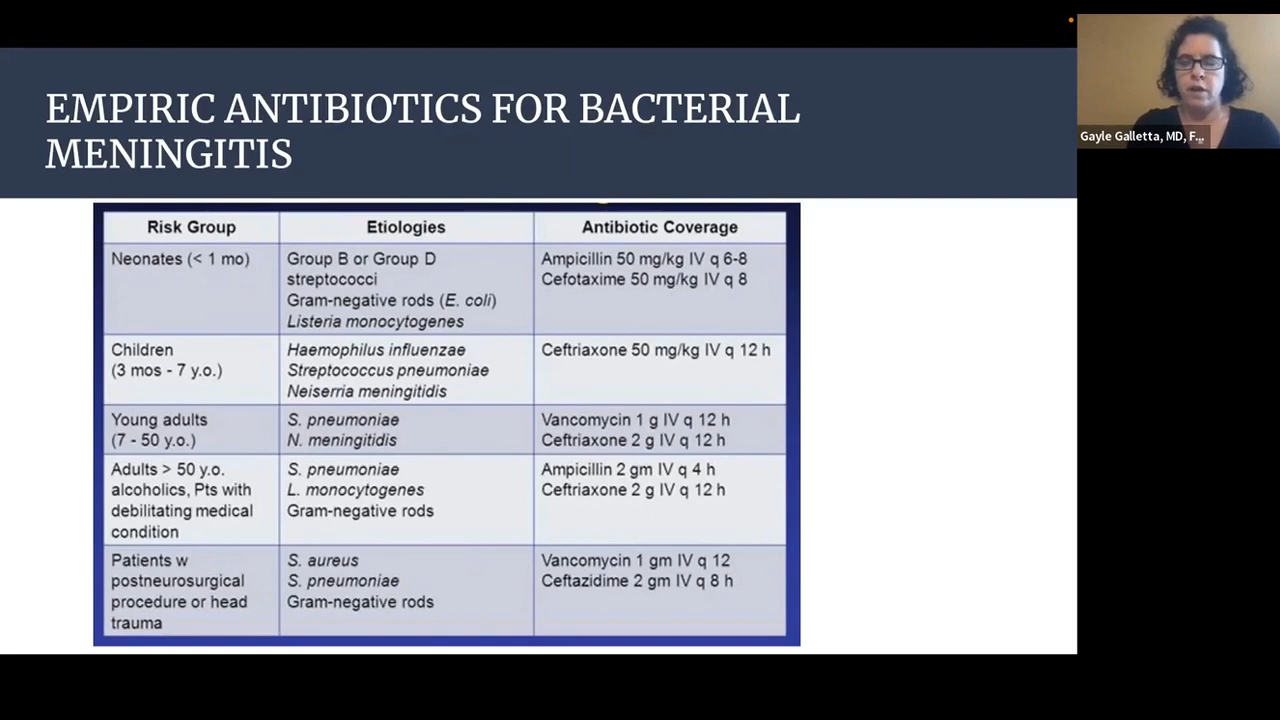 EMPIRIC ANTIBIOTICS FOR BACTERIAL
MENINGITIS
Gayle Galletta, MD, F...
Risk Group
Etiologies
Antibiotic Coverage
Neonates (< 1 mo)
Group B or Group D
streptococci
Gram-negative rods (E. coli)
Listeria monocytogenes
Ampicillin 50 mg/kg IV q 6-8
Cefotaxime 50 mg/kg IV q 8
Children
(3 mos - 7 y.o.)
Haemophilus influenzae
Streptococcus pneumoniae
Neiserria meningitidis
Ceftriaxone 50 mg/kg IV q 12 h
Young adults
(7 - 50 y.o.)
S. pneumoniae
N. meningitidis
Vancomycin 1 g IV q 12 h
Ceftriaxone 2 g IV q 12 h
Adults > 50 y.o.
alcoholics, Pts with
debilitating medical
condition
S. pneumoniae
L. monocytogenes
Gram-negative rods
Ampicillin 2 gm IV q 4 h
Ceftriaxone 2 g IV q 12 h
Patients w
postneurosurgical
procedure or head
trauma
S. aureus
S. pneumoniae
Gram-negative rods
Vancomycin 1 gm IV q 12
Ceftazidime 2 gm IV q 8 h